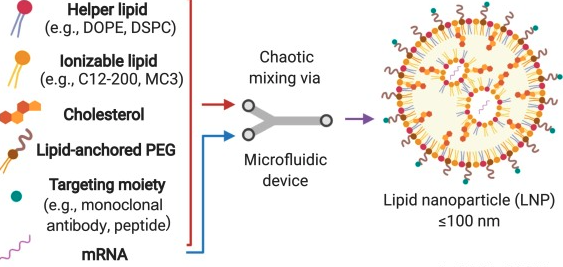 Helper lipid
(e.g., DOPE, DSPC)
Ionizable lipid
(e.g., C12-200, MC3)
Cholesterol
Lipid-anchored PEG
Targeting moiety
(e.g., monoclonal
antibody, peptide)
mRNA
Chaotic
mixing via
Microfluidic
device
Lipid nanoparticle (LNP)
≤100 nm